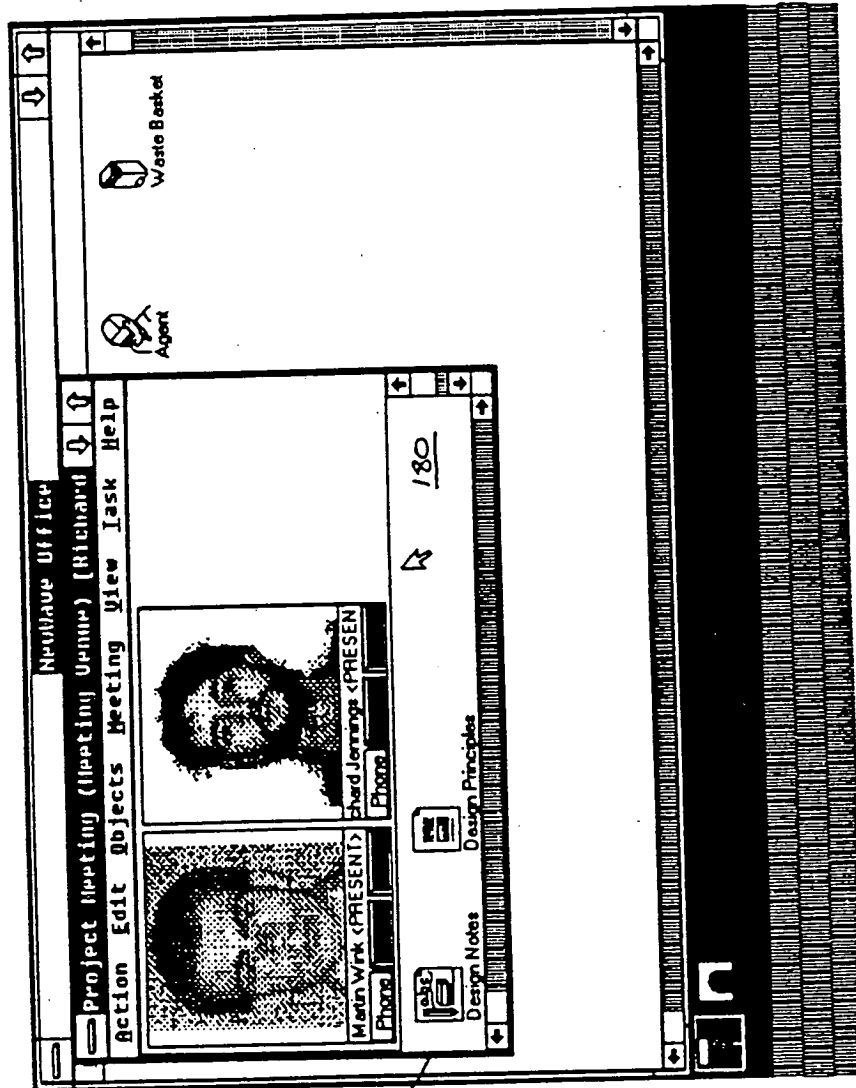 NewWave Office
Project Meeting (Meeting Venue) [Richard
Action Edit Objects Meeting View Task Help
Martin Wink <PRESENT>
chard Jennings <PRESEN
Phone
Phone
180
Design Notes
Design Principles
Agent
Waste Basket